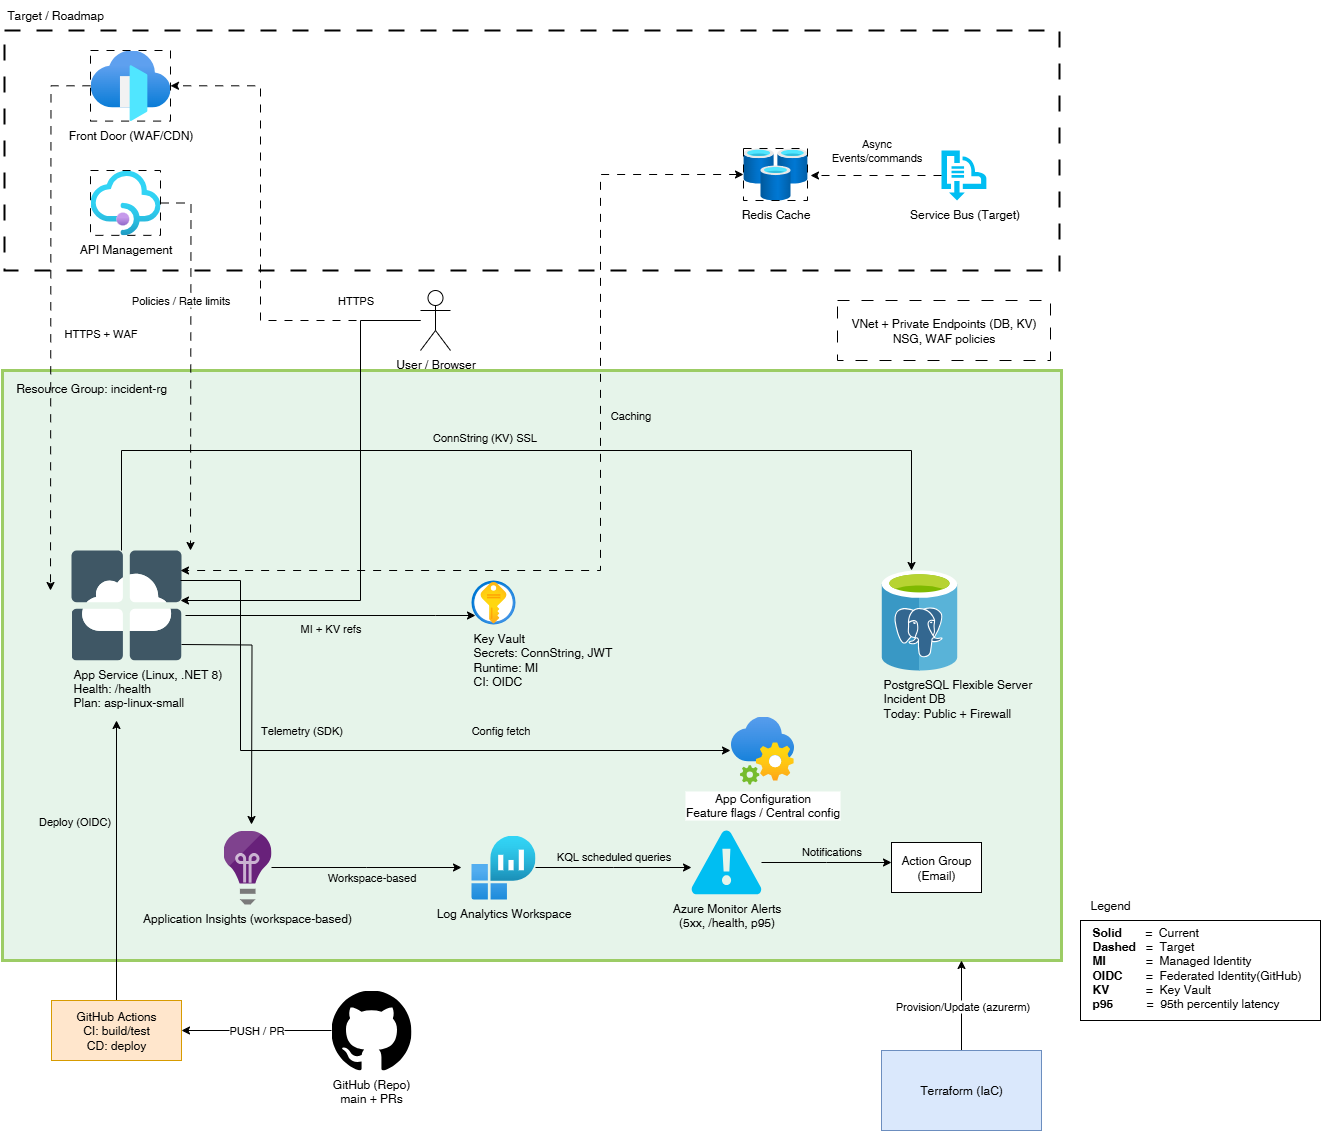 Target / Roadmap
Front Door (WAF/CDN)
API Management
Async
Events/commands
Redis Cache
Service Bus (Target)
Policies / Rate limits
HTTPS
HTTPS + WAF
User / Browser
VNet + Private Endpoints (DB, KV)
NSG, WAF policies
Resource Group: incident-rg
Caching
ConnString (KV) SSL
MI + KV refs
Key Vault
Secrets: ConnString, JWT
Runtime: MI
CI: OIDC
App Service (Linux, .NET 8)
Health: /health
Plan: asp-linux-small
PostgreSQL Flexible Server
Incident DB
Today: Public + Firewall
Telemetry (SDK)
Config fetch
App Configuration
Feature flags / Central config
Deploy (OIDC)
KQL scheduled queries
Notifications
Action Group
(Email)
Workspace-based
Application Insights (workspace-based)
Log Analytics Workspace
Azure Monitor Alerts
(5xx, /health, p95)
Legend
Solid = Current
Dashed = Target
MI = Managed Identity
OIDC = Federated Identity(GitHub)
KV = Key Vault
p95 = 95th percentily latency
Provision/Update (azurerm)
GitHub Actions
CI: build/test
CD: deploy
PUSH / PR
GitHub (Repo)
main + PRs
Terraform (IaC)